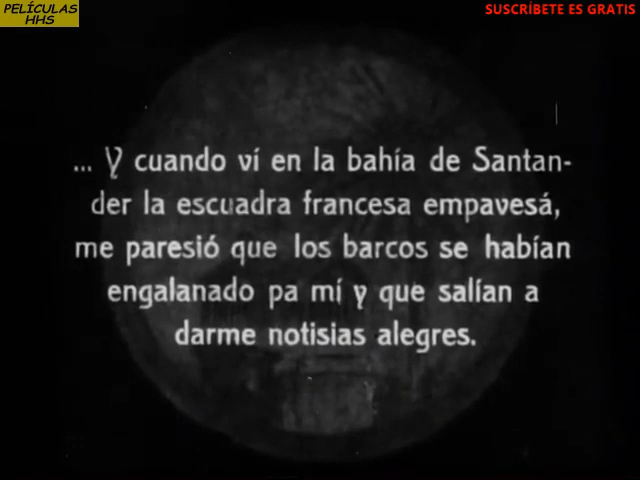 PELÍCULAS
HHS
SUSCRÍBETE ES GRATIS
... Y cuando ví en la bahía de Santan-
der la escuadra francesa empavesá,
me paresió que los barcos se habían
engalanado pa mí y que salían a
darme notisias alegres.